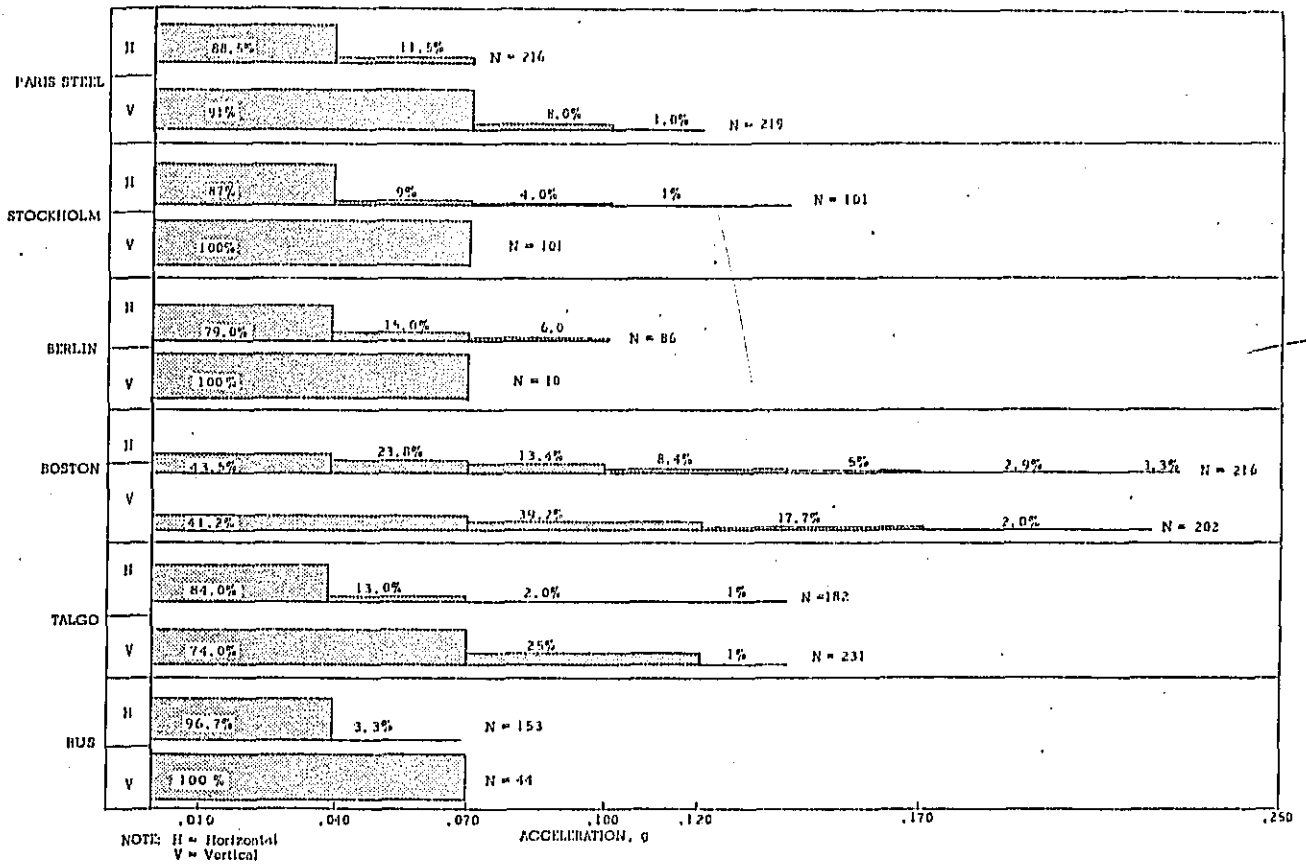 PARIS STEEL
H
88.5% 11.5% N = 216
V
91% 8.0% 1.0% N = 219
STOCKHOLM
H
87% 9% 4.0% 1% N = 101
V
100% N = 101
BERLIN
H
79.0% 15.0% 6.0 N = 86
V
100% N = 10
BOSTON
H
43.5% 23.8% 13.4% 8.4% 5% 2.9% 1.3% N = 216
V
41.2% 39.2% 17.7% 2.0% N = 202
TALGO
H
84.0% 13.0% 2.0% 1% N =182
V
74.0% 25% 1% N = 231
BUS
H
96.7% 3.3% N = 153
V
100 % N = 44
.010 .040 .070 .100 .120 .170 .250
ACCELERATION, g
NOTE: H = Horizontal
V = Vertical